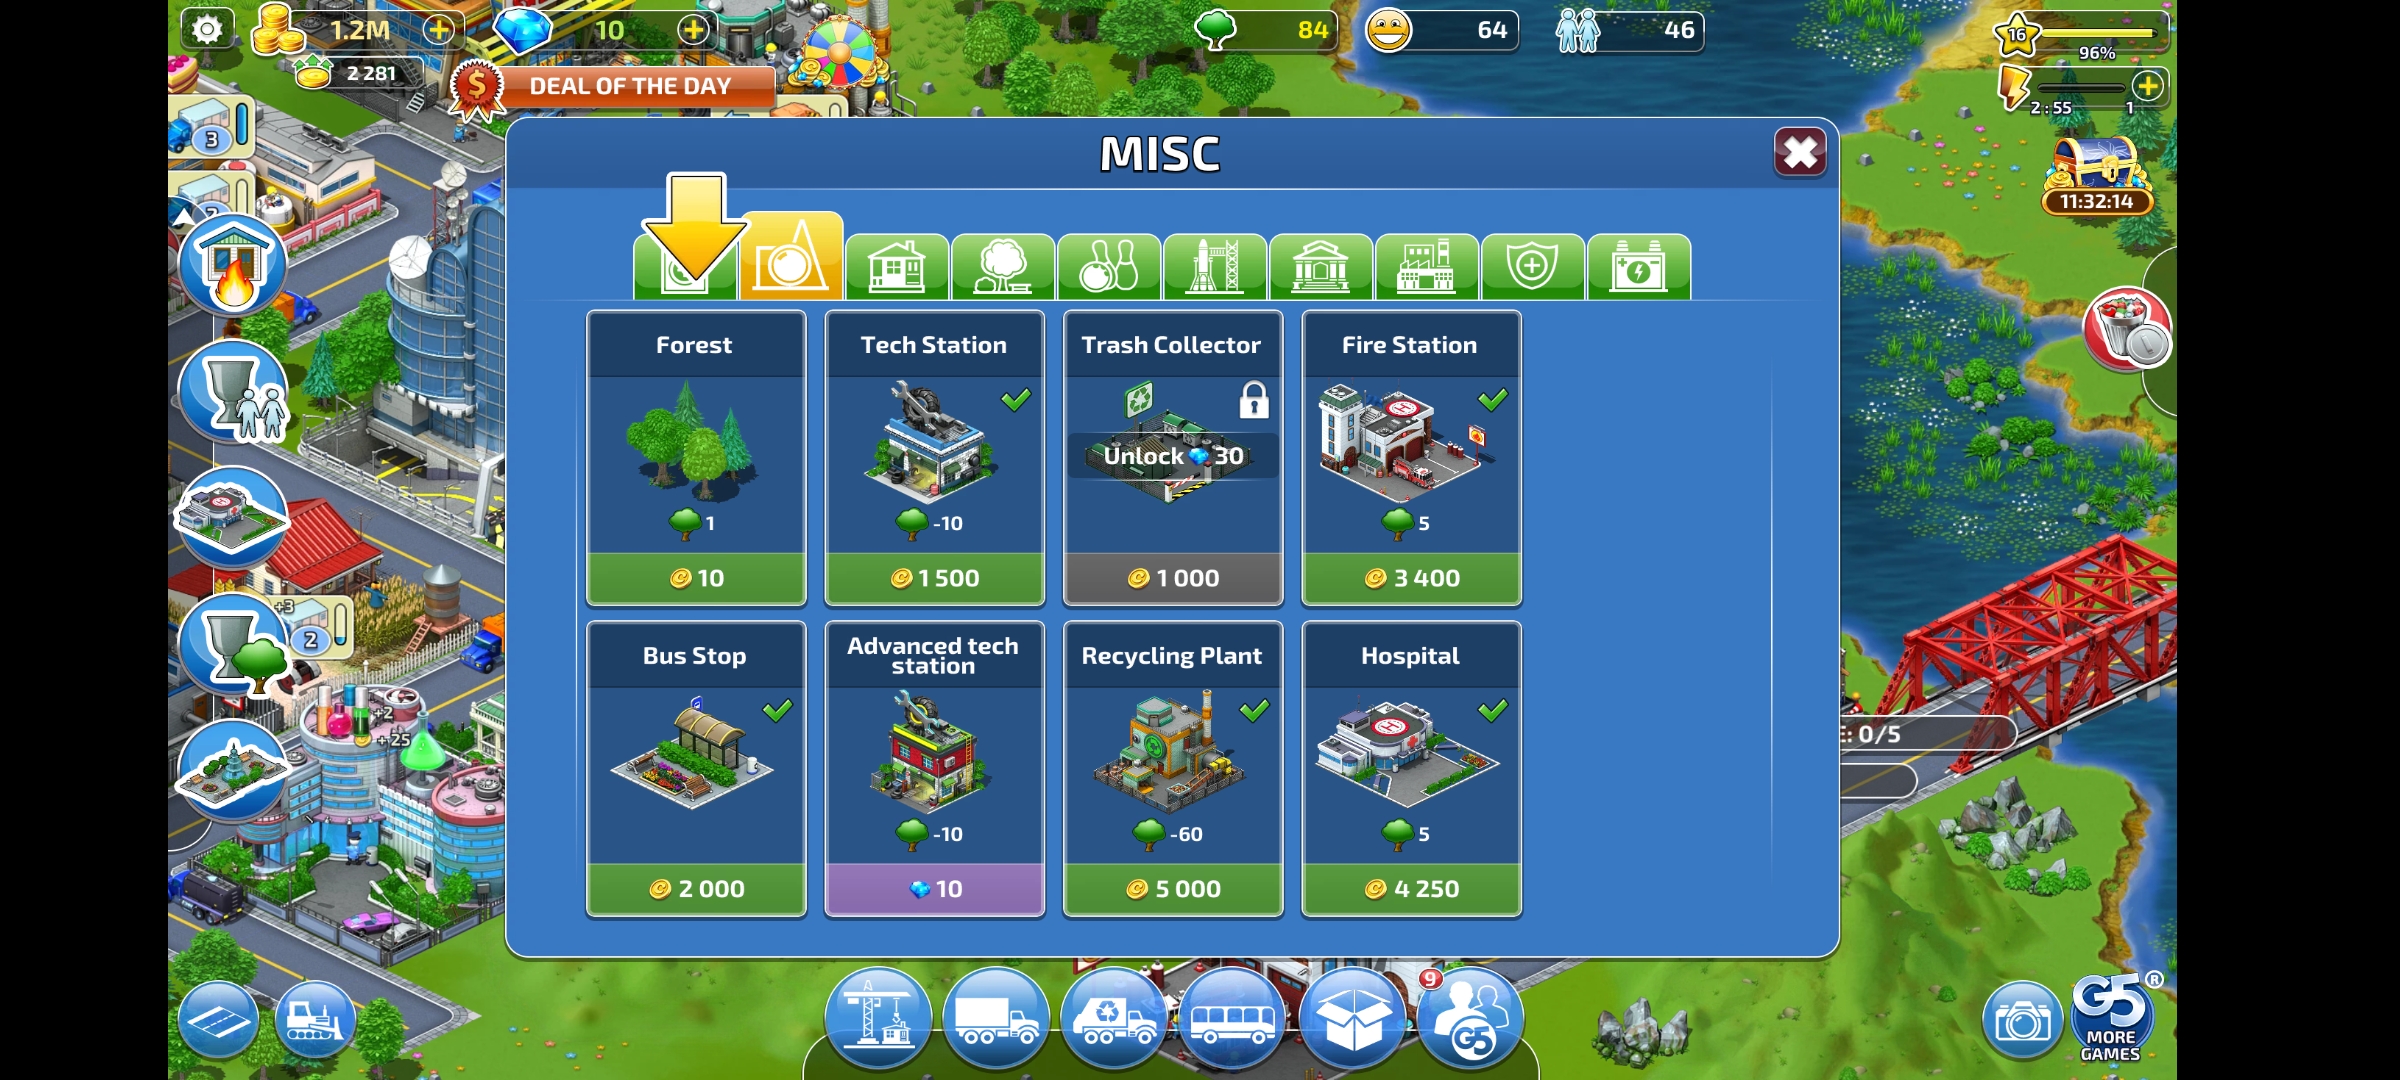 1.2M
10
84
64
46
16
96%
2 281
DEAL OF THE DAY
2:55
1
3
MISC
11:32:14
Forest
1
10
Tech Station
-10
1 500
Trash Collector
Unlock 30
1 000
Fire Station
5
3 400
+3
2
+2
+25
Bus Stop
2 000
Advanced tech
station
-10
10
Recycling Plant
-60
5 000
Hospital
5
4 250
: 0/5
9
G5
G5
®
MORE
GAMES